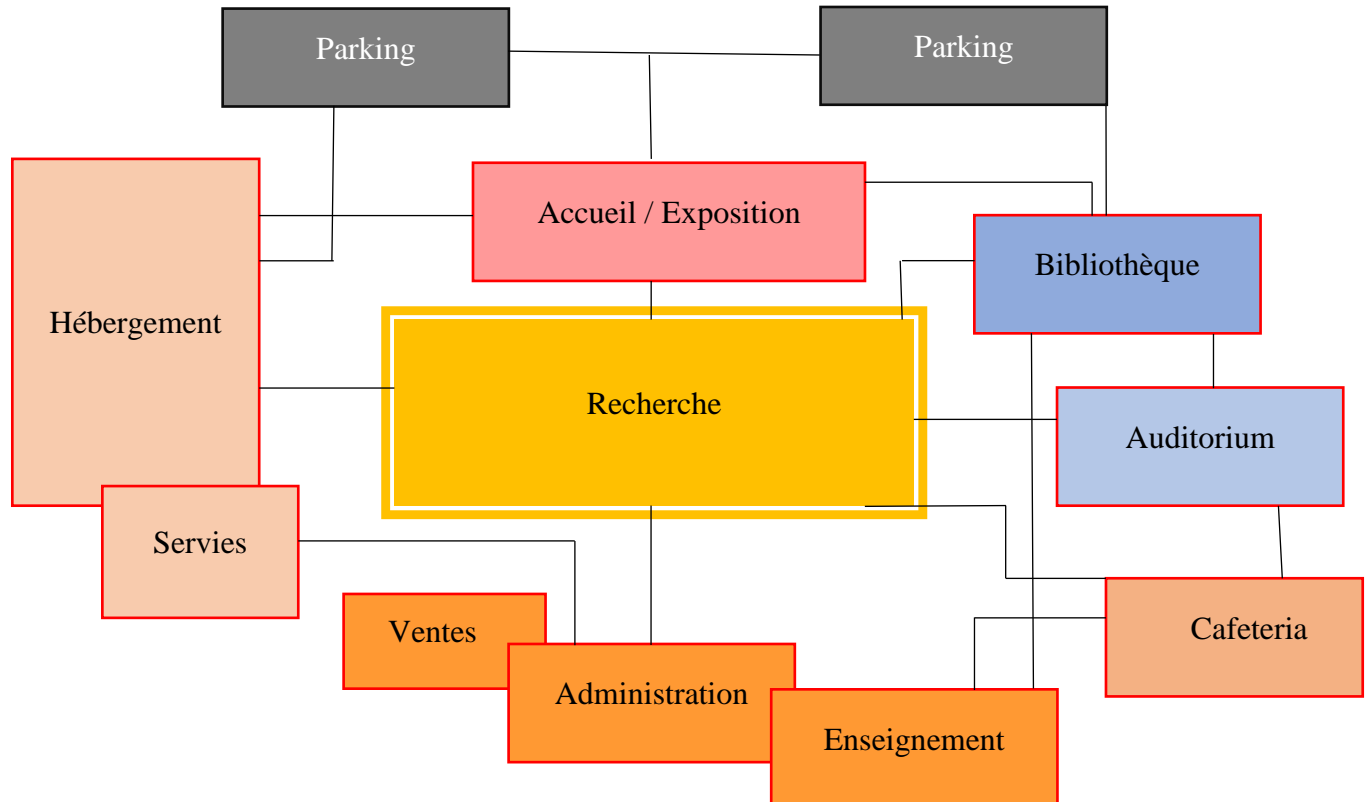 Parking
Parking
Accueil / Exposition
Bibliothèque
Hébergement
Recherche
Auditorium
Servies
Ventes
Cafeteria
Administration
Enseignement